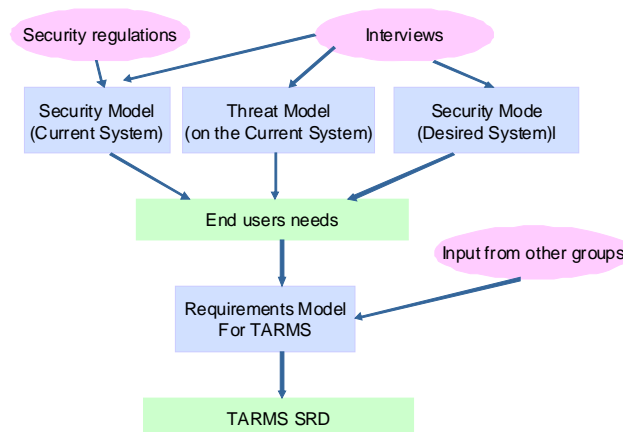 Security regulations
Interviews
Security Model
(Current System)
Threat Model
(on the Current System)
Security Mode
(Desired System)l
End users needs
Input from other groups
Requirements Model
For TARMS
TARMS SRD